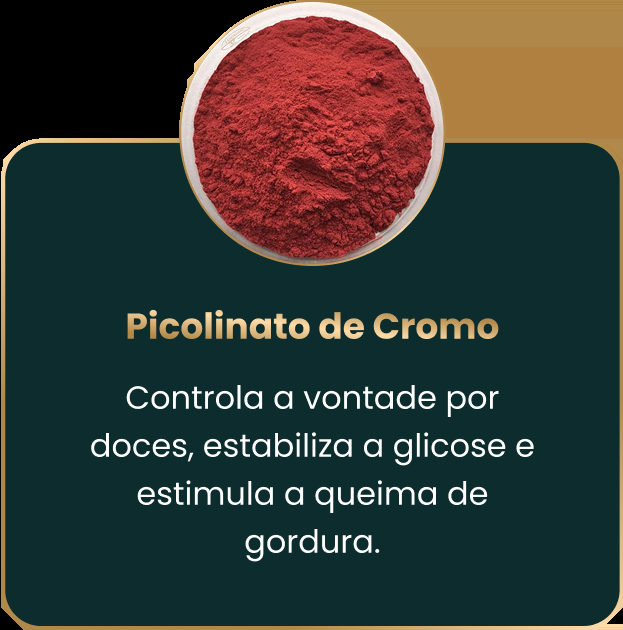 Picolinato de Cromo
Controla a vontade por
doces, estabiliza a glicose e
estimula a queima de
gordura.